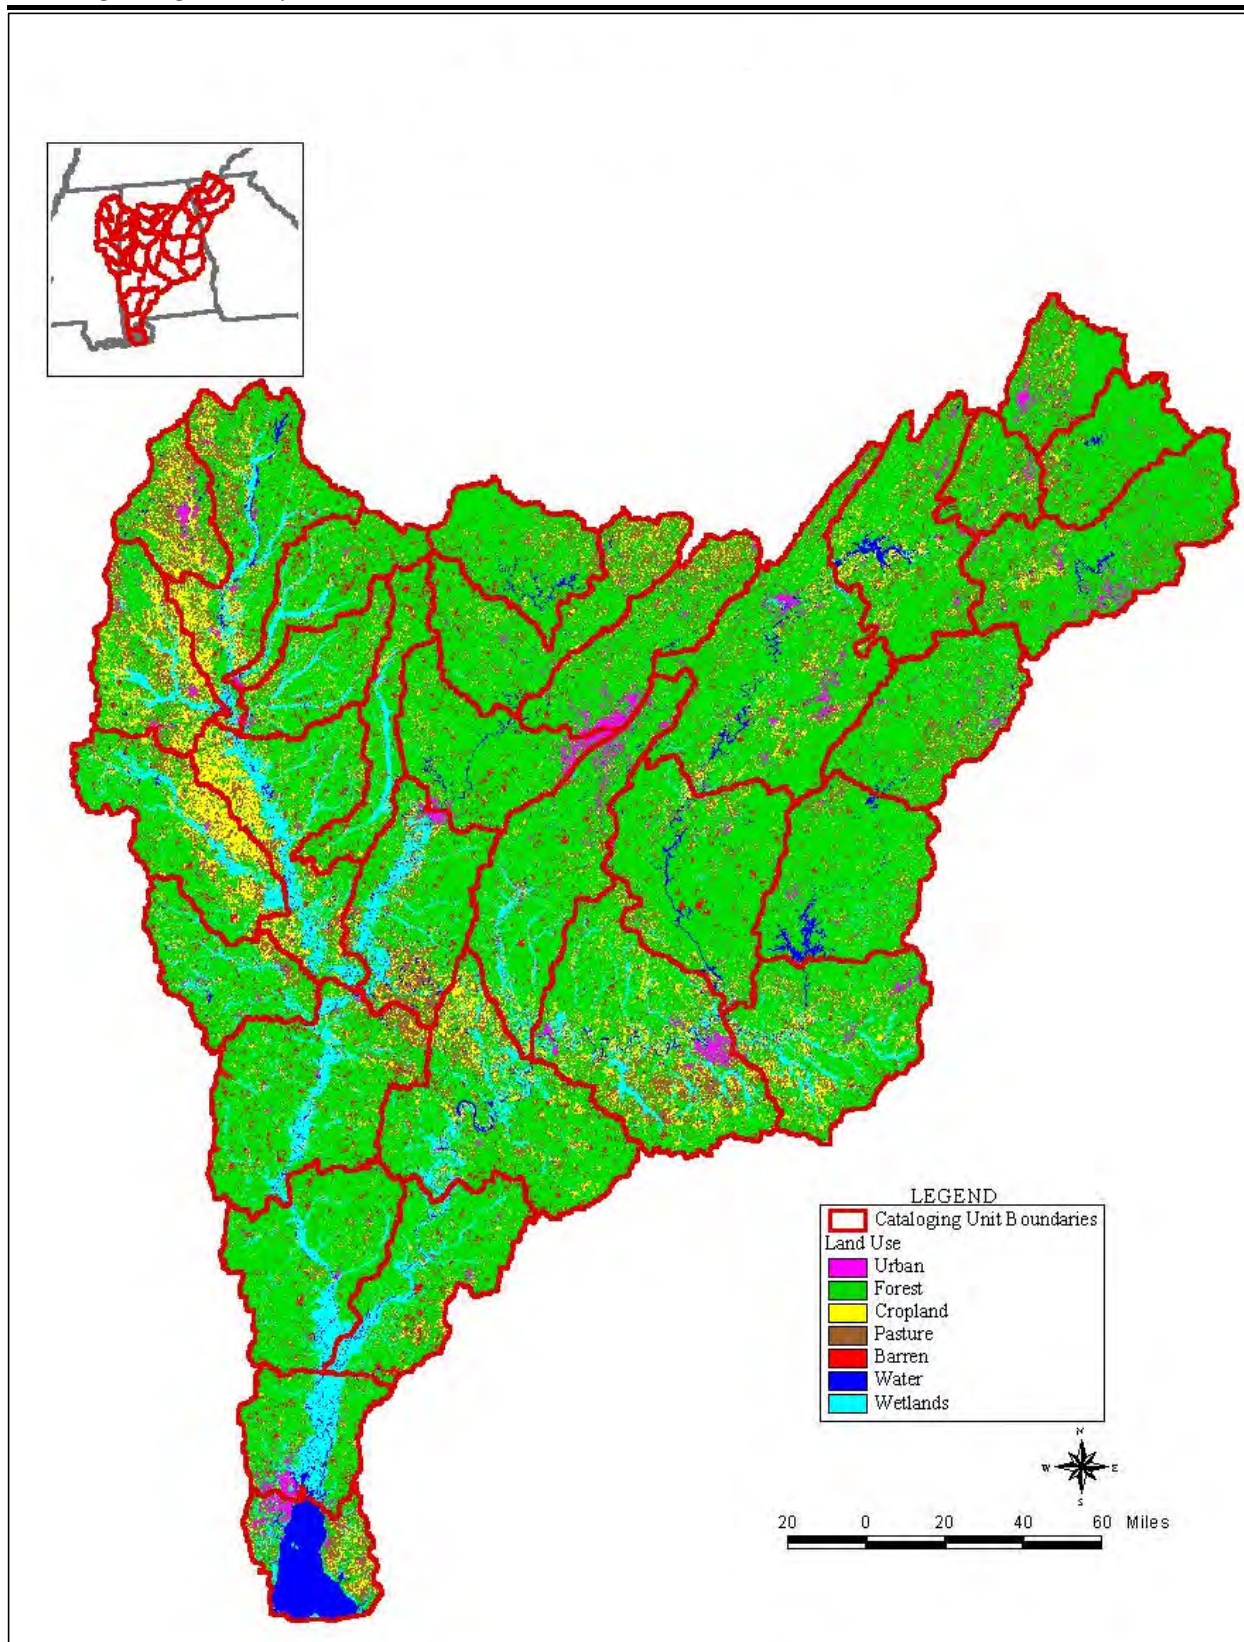 LEGEND
Cataloging Unit Boundaries
Land Use
Urban
Forest
Cropland
Pasture
Barren
Water
Wetlands
N
W E
S
20 0 20 40 60 Miles